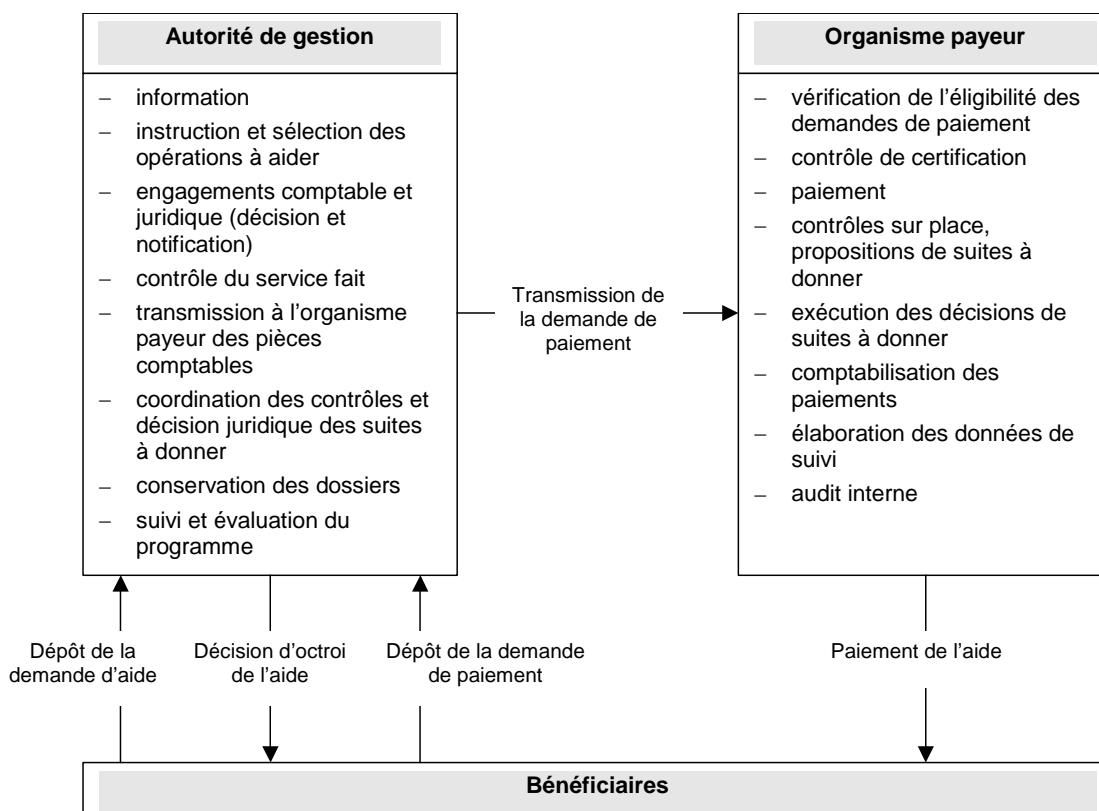 Autorité de gestion
– information
– instruction et sélection des
opérations à aider
– engagements comptable et
juridique (décision et
notification)
– contrôle du service fait
– transmission à l'organisme
payeur des pièces
comptables
– coordination des contrôles et
décision juridique des suites
à donner
– conservation des dossiers
– suivi et évaluation du
programme
Transmission de
la demande de
paiement
Organisme payeur
– vérification de l'éligibilité des
demandes de paiement
– contrôle de certification
– paiement
– contrôles sur place,
propositions de suites à
donner
– exécution des décisions de
suites à donner
– comptabilisation des
paiements
– élaboration des données de
suivi
– audit interne
Dépôt de la
demande d'aide
Décision d'octroi
de l'aide
Dépôt de la demande
de paiement
Paiement de l'aide
Bénéficiaires